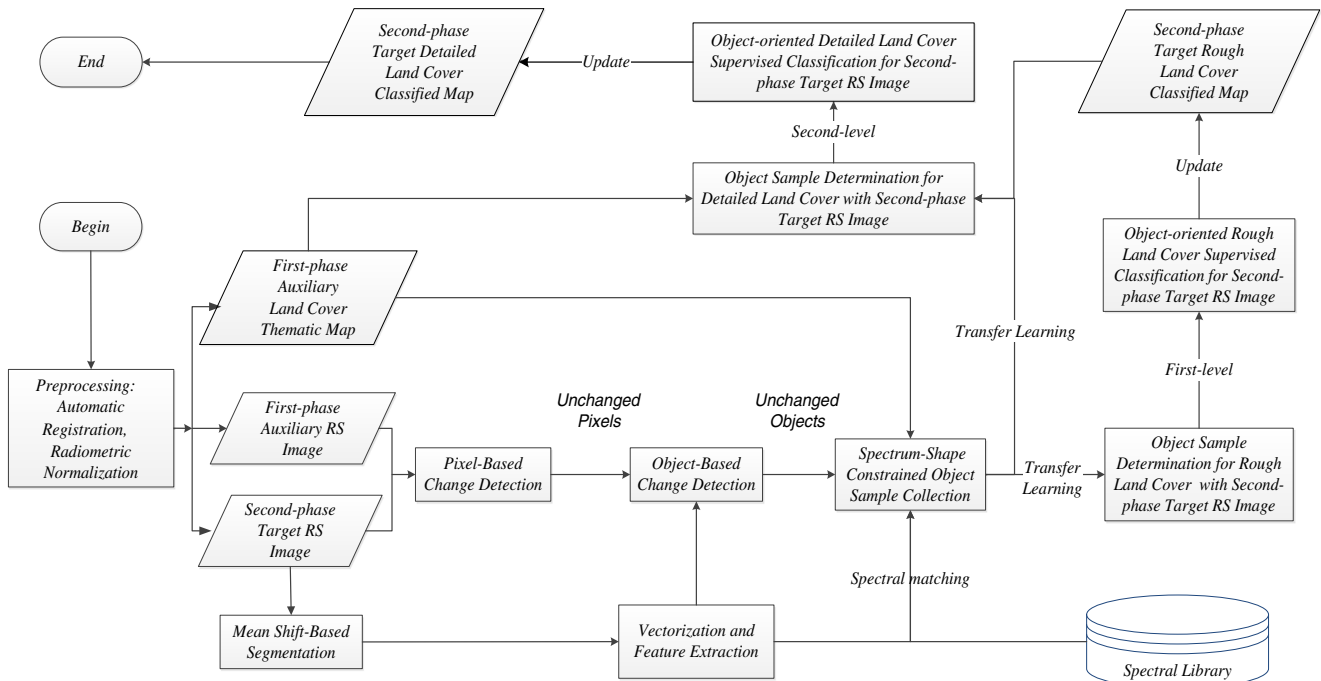 End
Second-phase
Target Detailed
Land Cover
Classified Map
Update
Object-oriented Detailed Land Cover
Supervised Classification for Second-
phase Target RS Image
Second-phase
Target Rough
Land Cover
Classified Map
Second-level
Object Sample Determination for
Detailed Land Cover with Second-phase
Target RS Image
Update
Begin
First-phase
Auxiliary
Land Cover
Thematic Map
Object-oriented Rough
Land Cover Supervised
Classification for Second-
phase Target RS Image
Transfer Learning
First-level
Preprocessing:
Automatic
Registration,
Radiometric
Normalization
First-phase
Auxiliary RS
Image
Second-phase
Target RS
Image
Pixel-Based
Change Detection
Unchanged
Pixels
Object-Based
Change Detection
Unchanged
Objects
Spectrum-Shape
Constrained Object
Sample Collection
Transfer
Learning
Object Sample
Determination for Rough
Land Cover with Second-
phase Target RS Image
Spectral matching
Mean Shift-Based
Segmentation
Vectorization and
Feature Extraction
Spectral Library